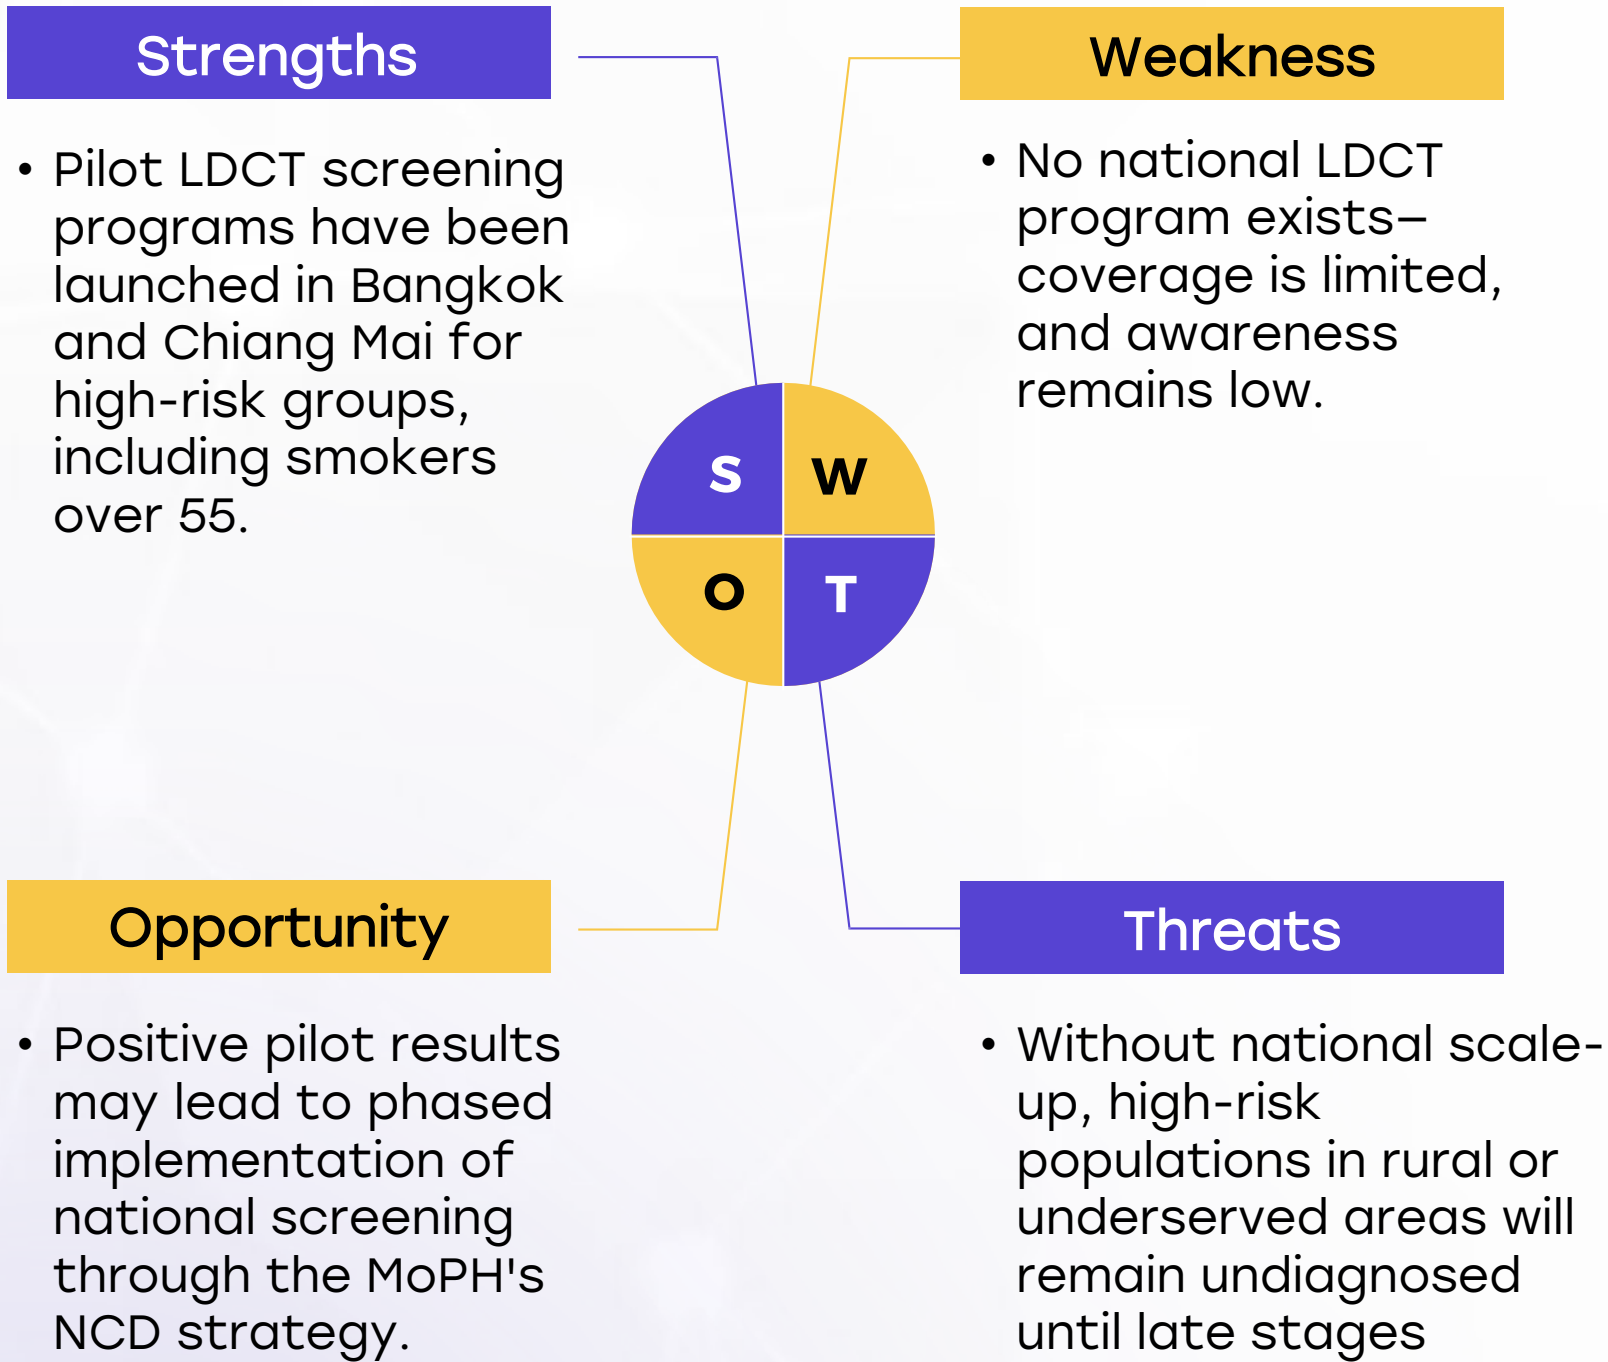 Strengths
• Pilot LDCT screening
programs have been
launched in Bangkok
and Chiang Mai for
high-risk groups,
including smokers
over 55.
Weakness
• No national LDCT
program exists—
coverage is limited,
and awareness
remains low.
S
W
O
T
Opportunity
• Positive pilot results
may lead to phased
implementation of
national screening
through the MoPH's
NCD strategy.
Threats
• Without national scale-
up, high-risk
populations in rural or
underserved areas will
remain undiagnosed
until late stages